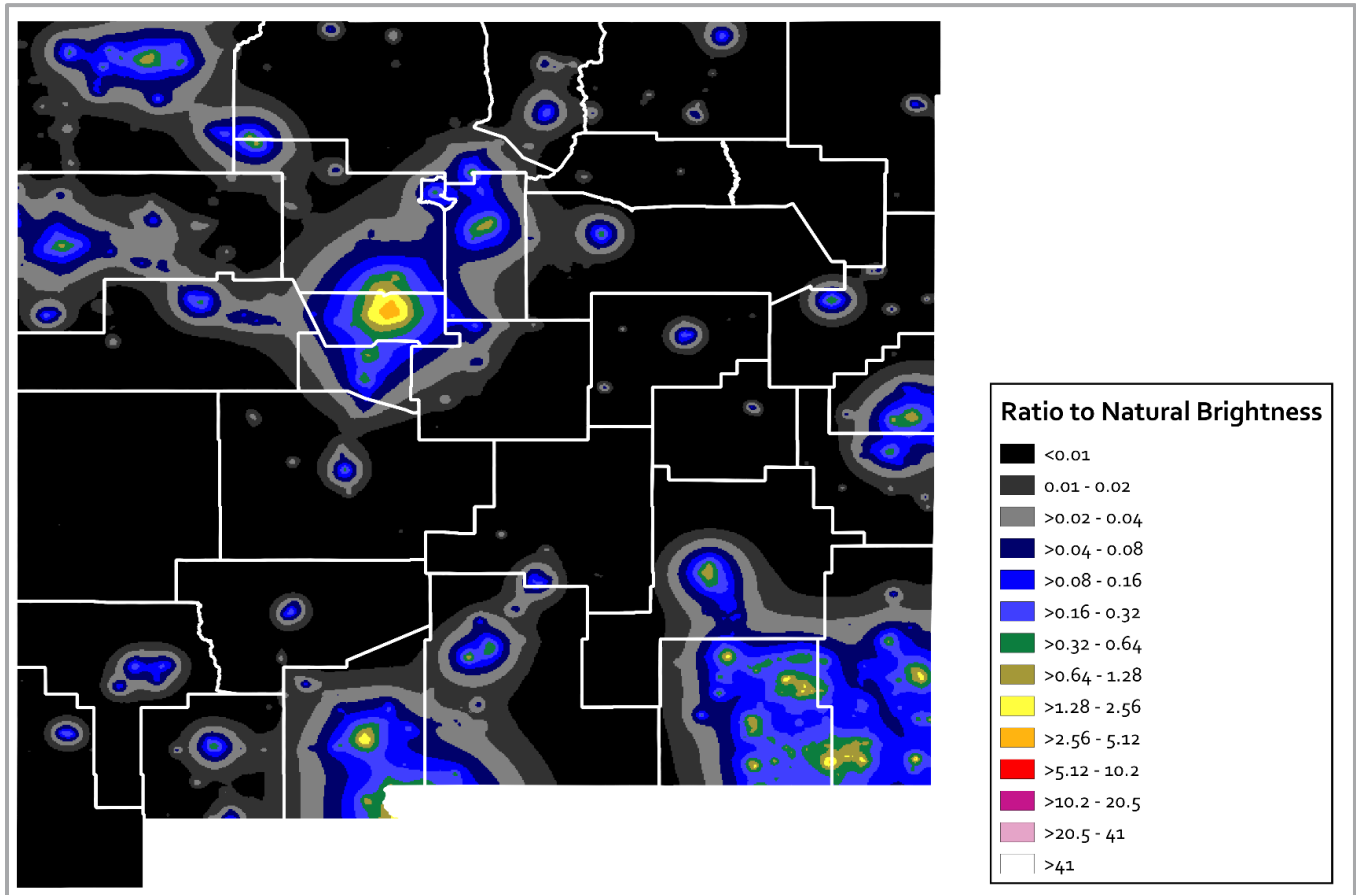 Ratio to Natural Brightness
<0.01
0.01 - 0.02
>0.02 - 0.04
>0.04 - 0.08
>0.08 - 0.16
>0.16 - 0.32
>0.32 - 0.64
>0.64 - 1.28
>1.28 - 2.56
>2.56 - 5.12
>5.12 - 10.2
>10.2 - 20.5
>20.5 - 41
>41